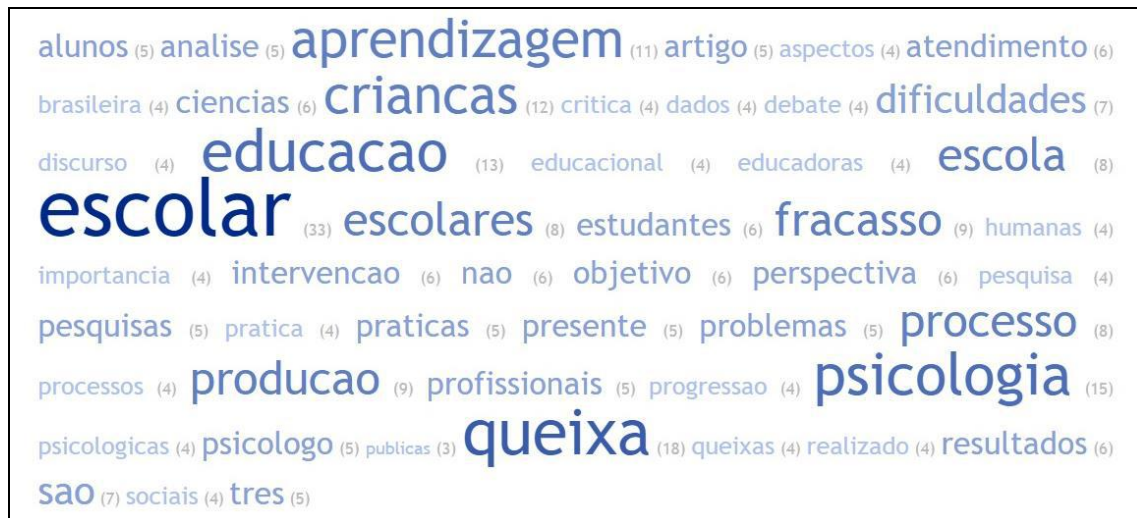 alunos (5) analise (5) aprendizagem (11) artigo (5) aspectos (4) atendimento (6)
brasileira (4) ciencias (6) criancas (12) critica (4) dados (4) debate (4) dificuldades (7)
discurso (4) educacao (13) educacional (4) educadoras (4) escola (8)
escolar (33) escolares (8) estudantes (6) fracasso (9) humanas (4)
importancia (4) intervencao (6) nao (6) objetivo (6) perspectiva (6) pesquisa (4)
pesquisas (5) pratica (4) praticas (5) presente (5) problemas (5) processo (8)
processos (4) producao (9) profissionais (5) progressao (4) psicologia (15)
psicologicas (4) psicologo (5) publicas (3) queixa (18) queixas (4) realizado (4) resultados (6)
sao (7) sociais (4) tres (5)